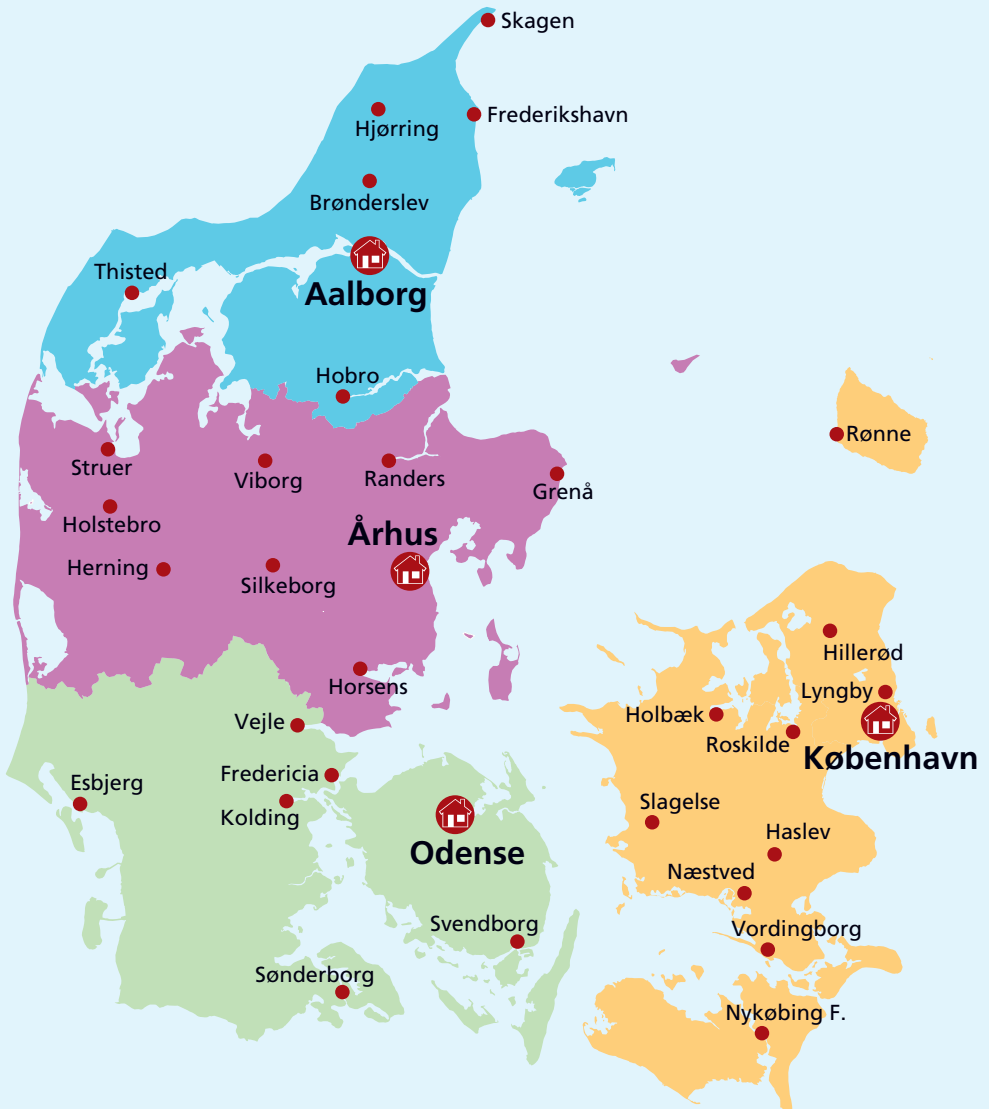 Skagen
Frederikshavn
Hjørring
Brønderslev
Thisted
Aalborg
Hobro
Rønne
Struer
Viborg
Randers
Grenå
Holstebro
Århus
Herning
Silkeborg
Hillerød
Horsens
Lyngby
Vejle
Holbæk
Roskilde
København
Fredericia
Esbjerg
Kolding
Slagelse
Haslev
Odense
Næstved
Svendborg
Vordingborg
Sønderborg
Nykøbing F.